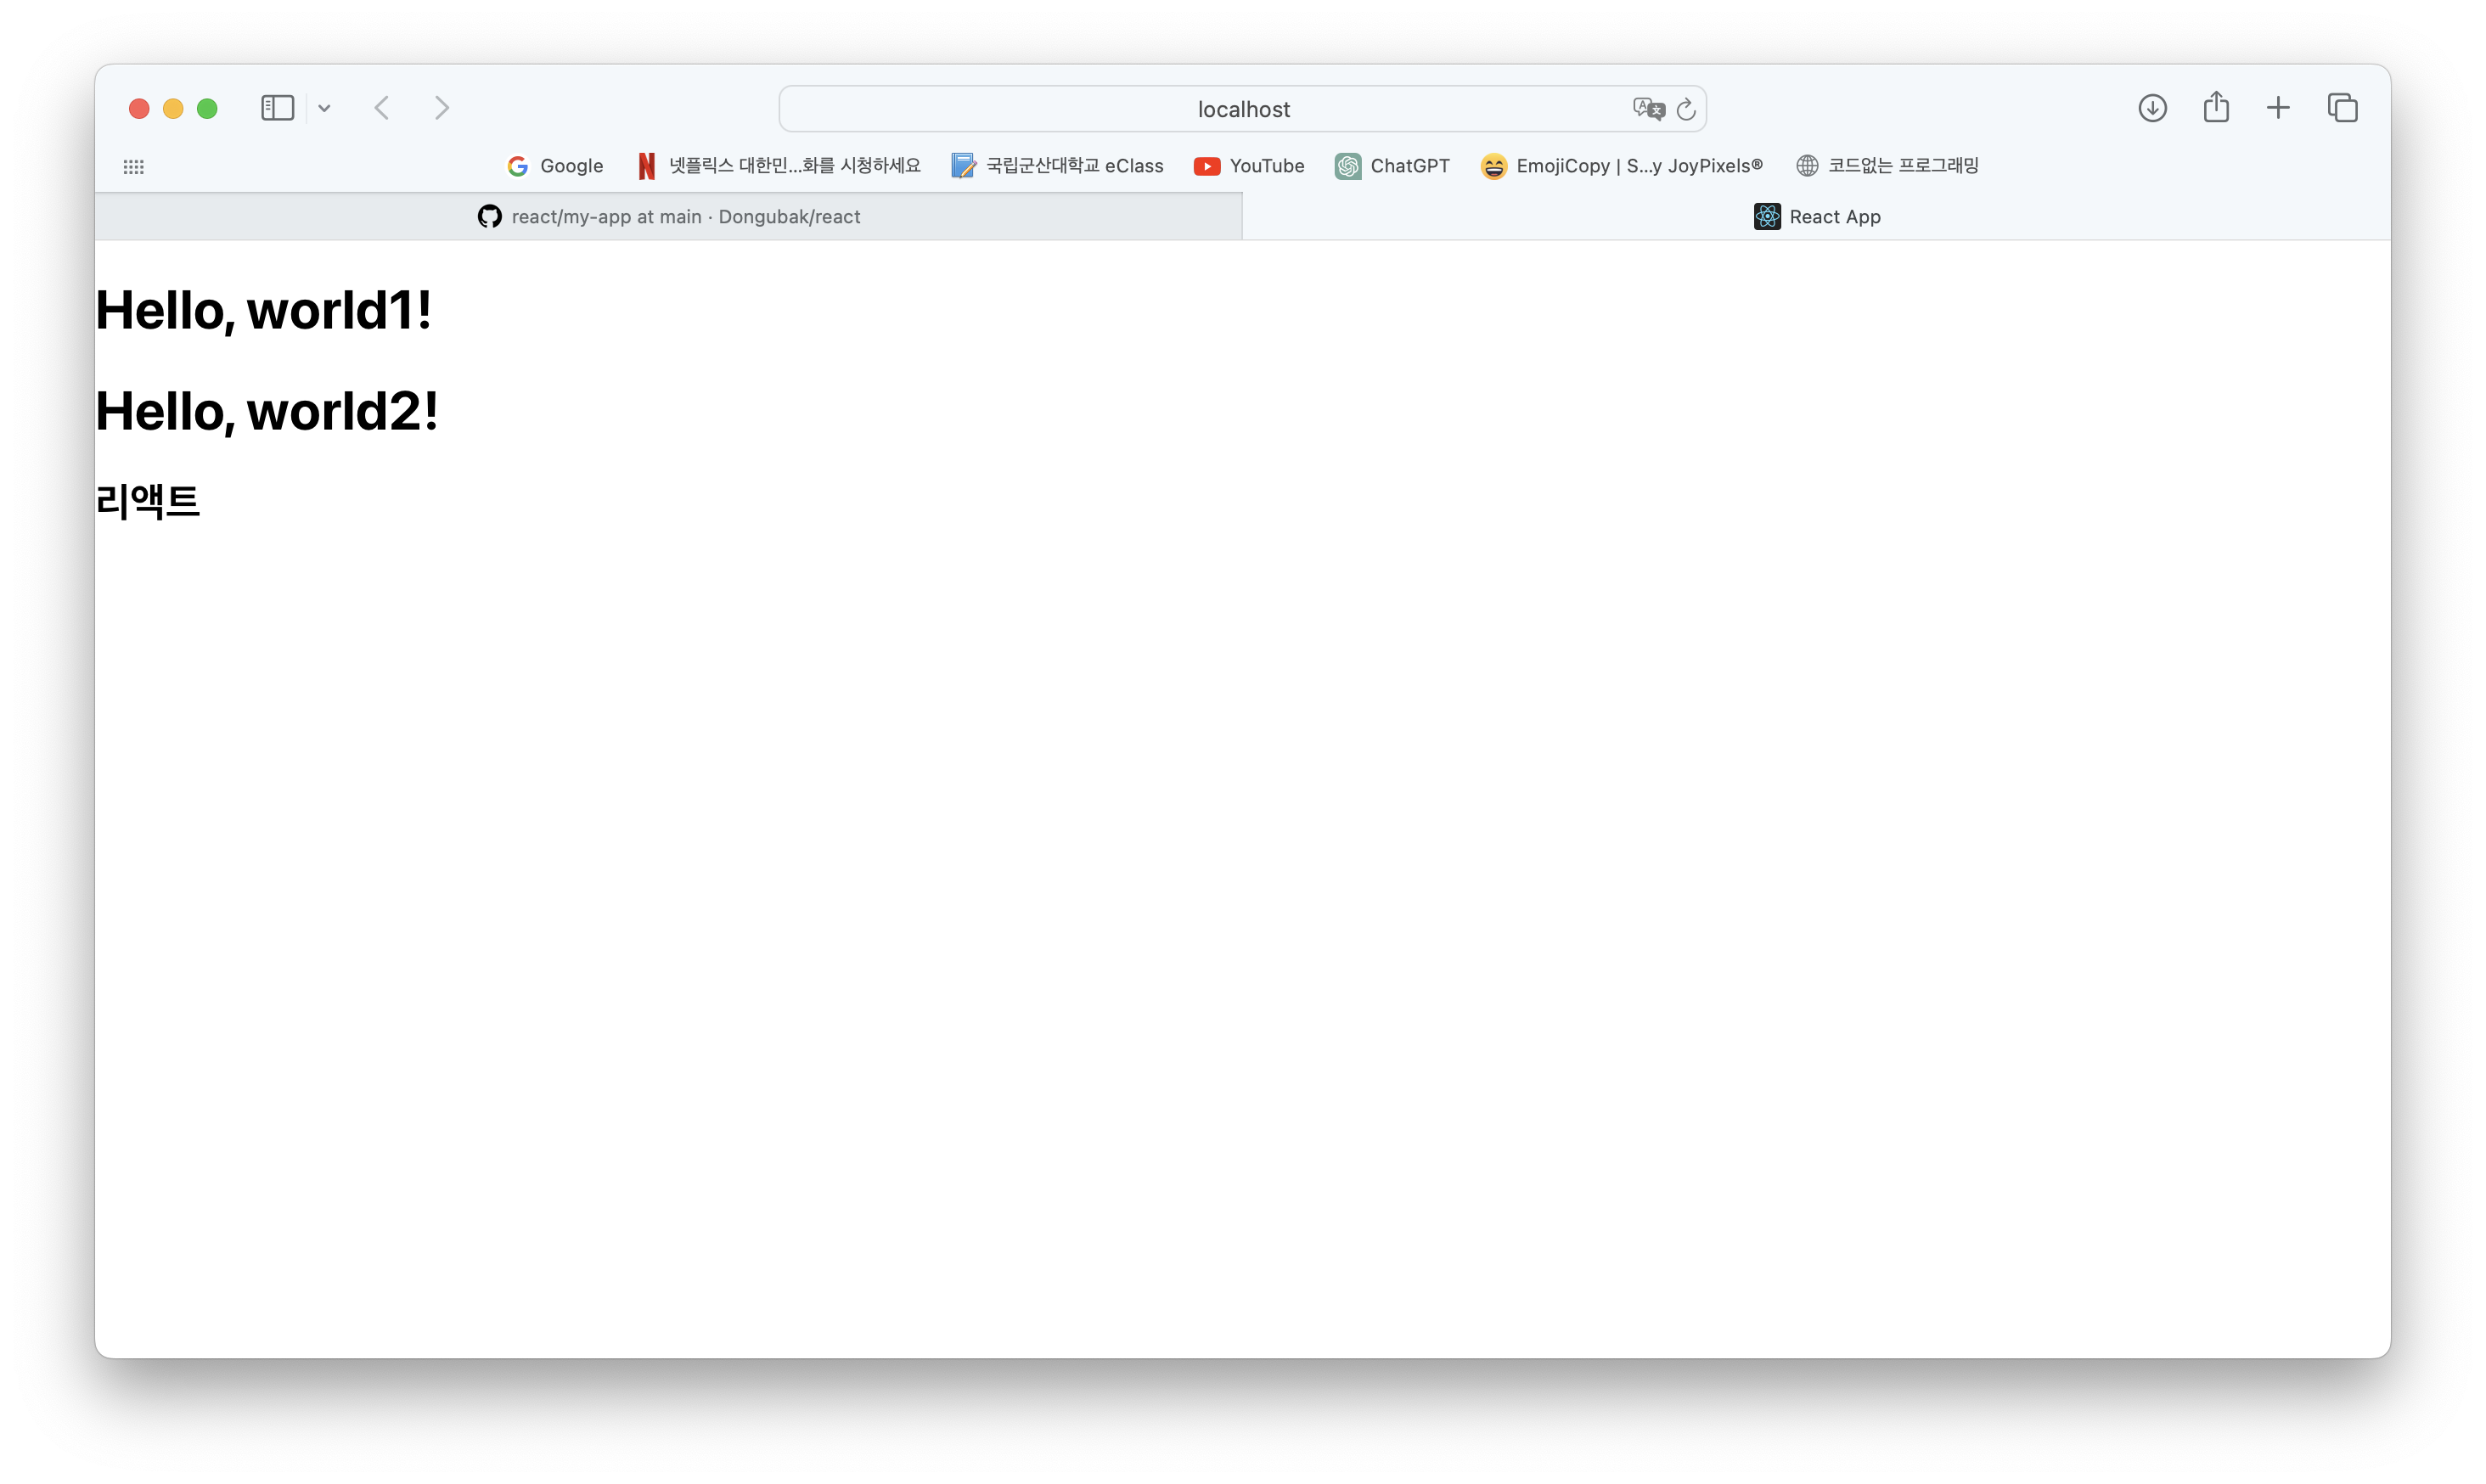 localhost
Google 넷플릭스 대한민...화를 시청하세요 국립군산대학교 eClass YouTube ChatGPT EmojiCopy | S...y JoyPixels® 코드없는 프로그래밍
react/my-app at main · Dongubak/react React App
Hello, world1!
Hello, world2!
리액트